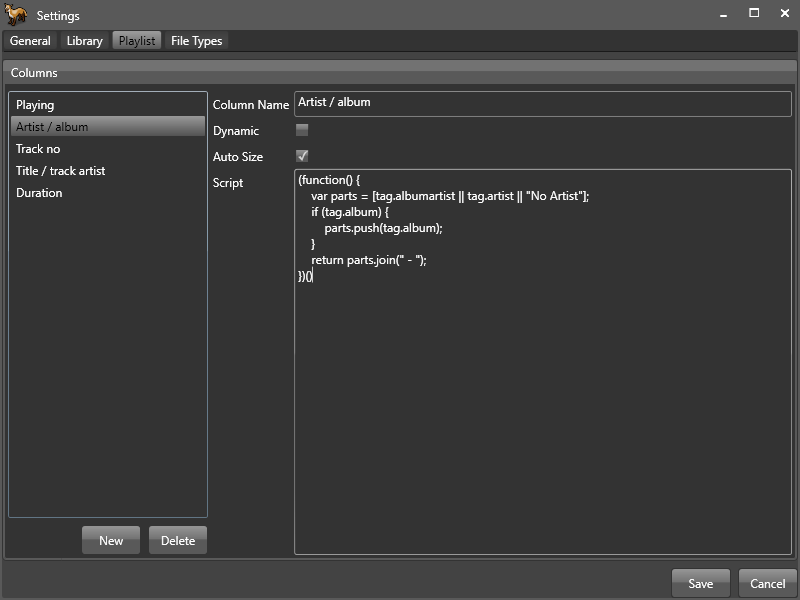 Settings
General Library Playlist File Types
Columns
Playing
Artist / album
Track no
Title / track artist
Duration
New Delete
Column Name Artist / album
Dynamic
Auto Size
Script
(function() {
    var parts = [tag.albumartist || tag.artist || "No Artist"];
    if (tag.album) {
        parts.push(tag.album);
    }
    return parts.join(" - ");
})()
Save Cancel